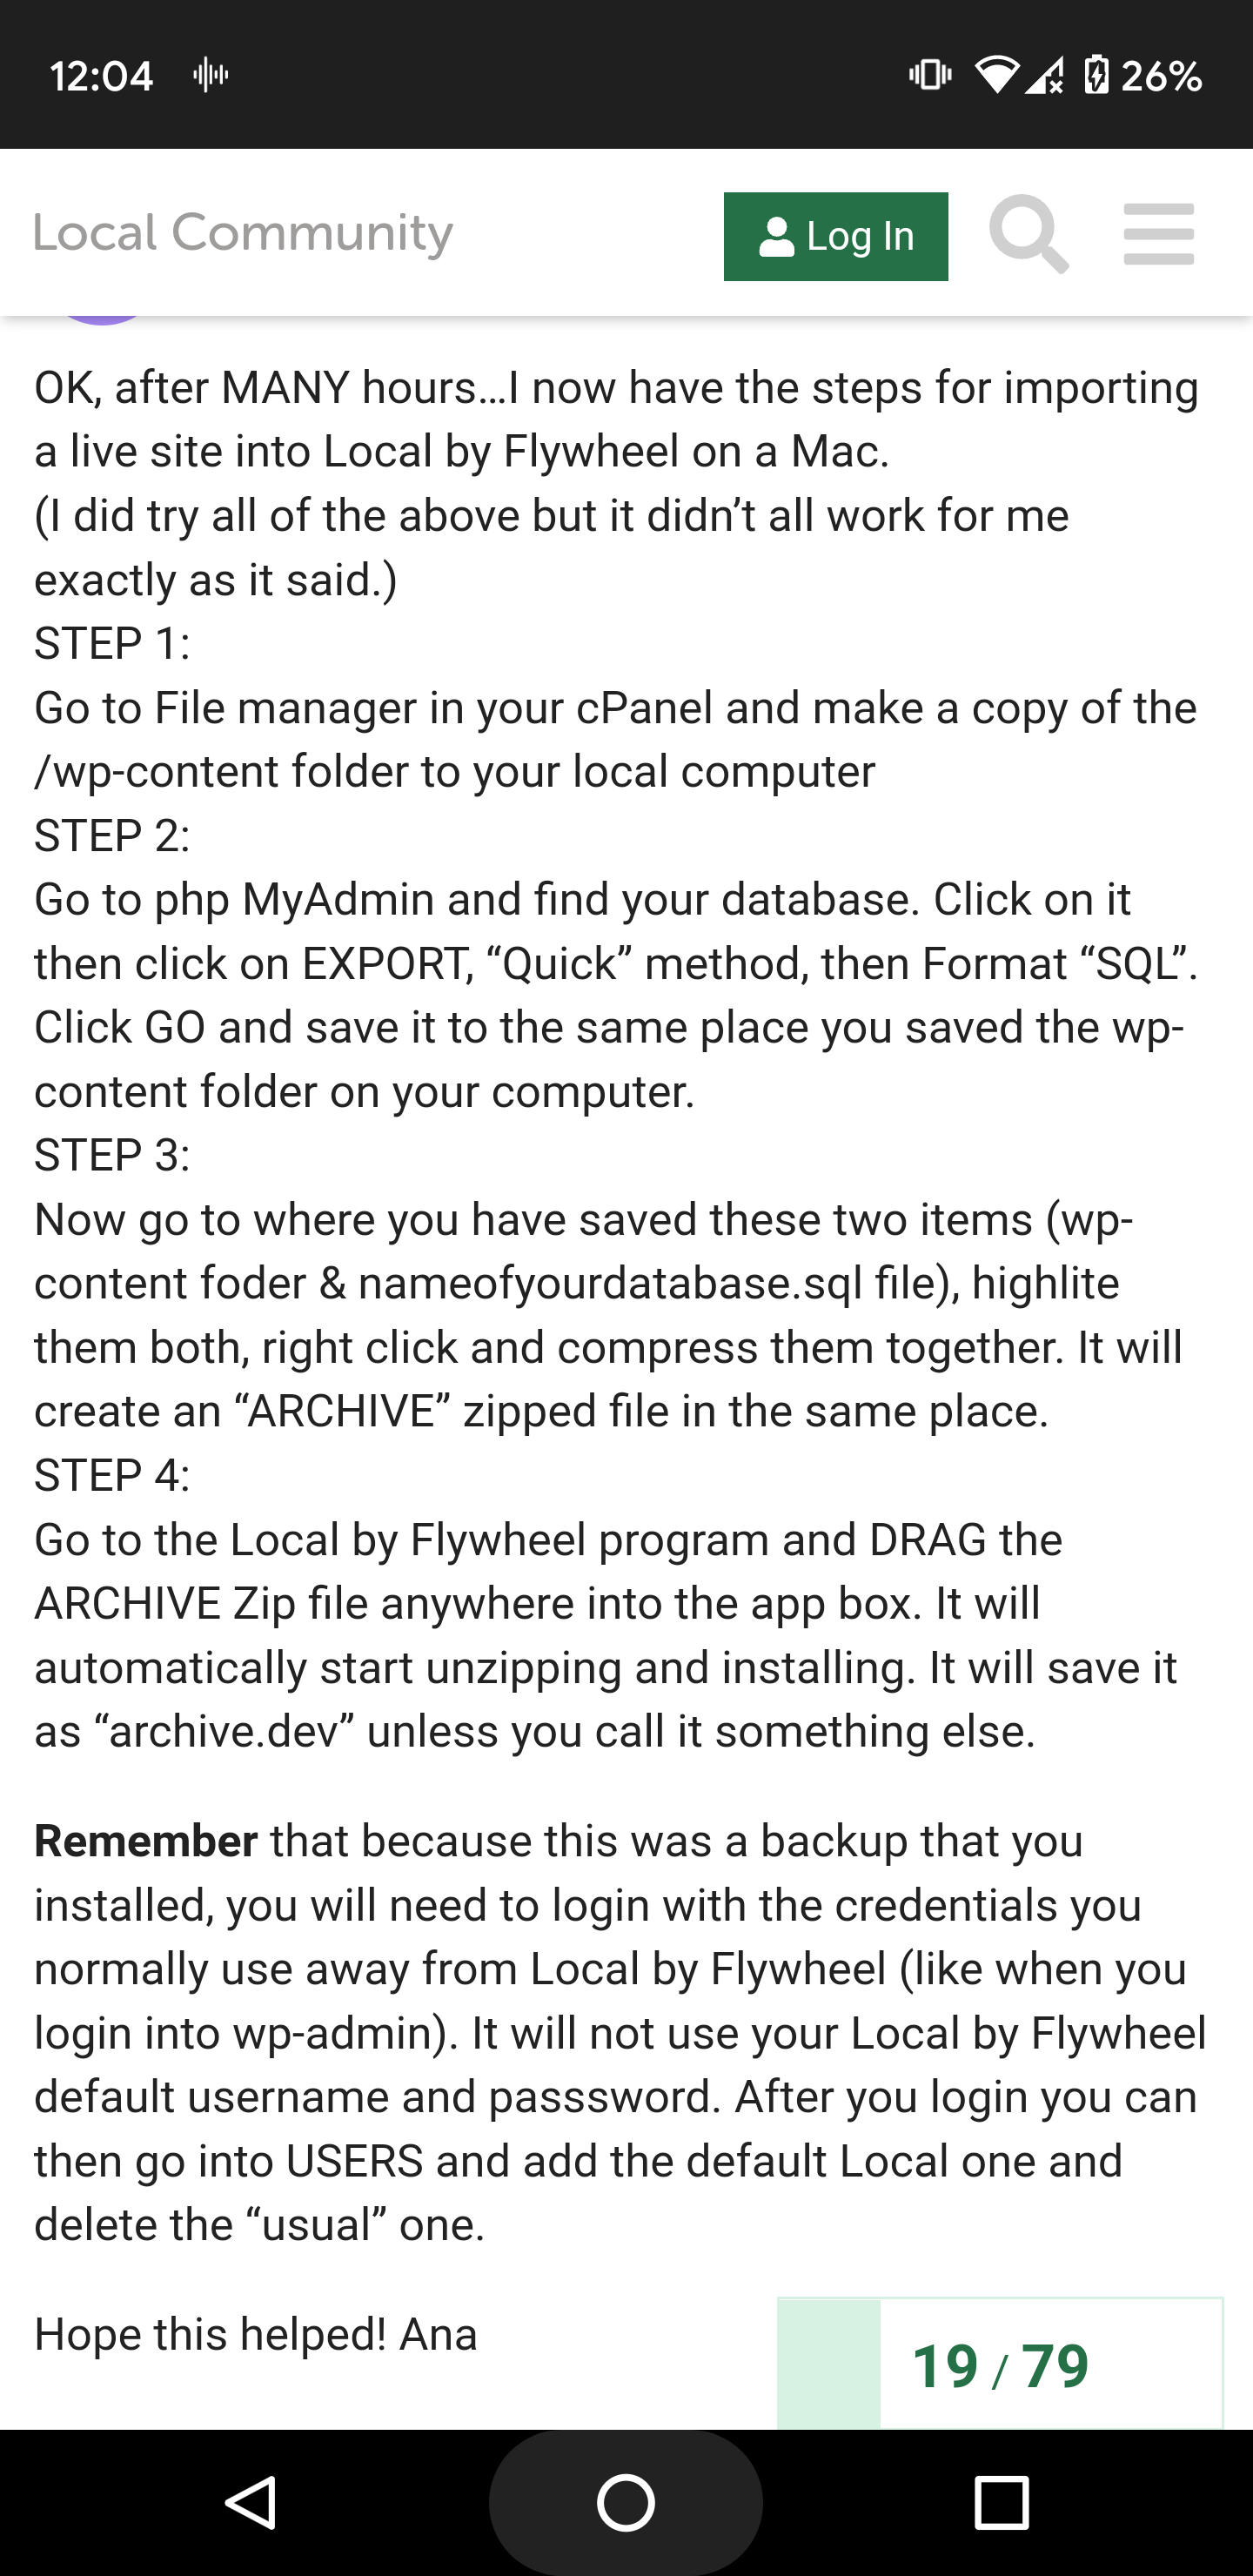 12:04
26%
Local Community
Log In
OK, after MANY hours…I now have the steps for importing
a live site into Local by Flywheel on a Mac.
(I did try all of the above but it didn’t all work for me
exactly as it said.)
STEP 1:
Go to File manager in your cPanel and make a copy of the
/wp-content folder to your local computer
STEP 2:
Go to php MyAdmin and find your database. Click on it
then click on EXPORT, “Quick” method, then Format “SQL”.
Click GO and save it to the same place you saved the wp-
content folder on your computer.
STEP 3:
Now go to where you have saved these two items (wp-
content foder & nameofyourdatabase.sql file), highlite
them both, right click and compress them together. It will
create an “ARCHIVE” zipped file in the same place.
STEP 4:
Go to the Local by Flywheel program and DRAG the
ARCHIVE Zip file anywhere into the app box. It will
automatically start unzipping and installing. It will save it
as “archive.dev” unless you call it something else.
Remember that because this was a backup that you
installed, you will need to login with the credentials you
normally use away from Local by Flywheel (like when you
login into wp-admin). It will not use your Local by Flywheel
default username and passsword. After you login you can
then go into USERS and add the default Local one and
delete the “usual” one.
Hope this helped! Ana
19 / 79